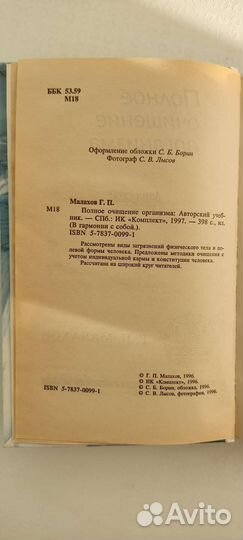 ББК 53.59
М18
Оформление обложки С. Б. Борин
Фотограф С. В. Лысов
Малахов Г. П.
М18 Полное очищение организма: Авторский учеб-
ник. — СПб.: ИК «Комплект», 1997. — 398 с., ил.
(В гармонии с собой.).
ISBN 5-7837-0099-1
Рассмотрены виды загрязнений физического тела и по-
левой формы человека. Предложены методики очищения с
учетом индивидуальной кармы и конституции человека.
Рассчитана на широкий круг читателей.
ISBN 5-7837-0099-1
© Г. П. Малахов, 1996.
© ИК «Комплект», 1996.
© С. Б. Борин, обложка, 1996.
© С. В. Лысов, фотографии, 1996.
Avito